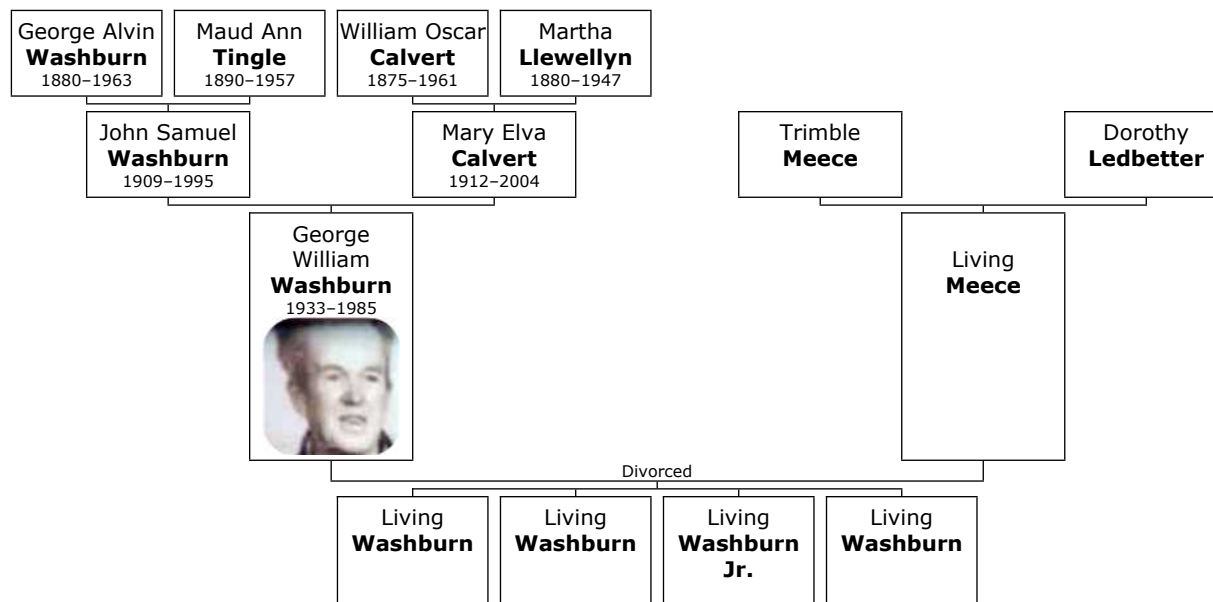 George Alvin
Washburn
1880–1963
Maud Ann
Tingle
1890–1957
William Oscar
Calvert
1875–1961
Martha
Llewellyn
1880–1947
John Samuel
Washburn
1909–1995
Mary Elva
Calvert
1912–2004
Trimble
Meece
Dorothy
Ledbetter
George
William
Washburn
1933–1985
Living
Meece
Divorced
Living
Washburn
Living
Washburn
Living
Washburn
Jr.
Living
Washburn